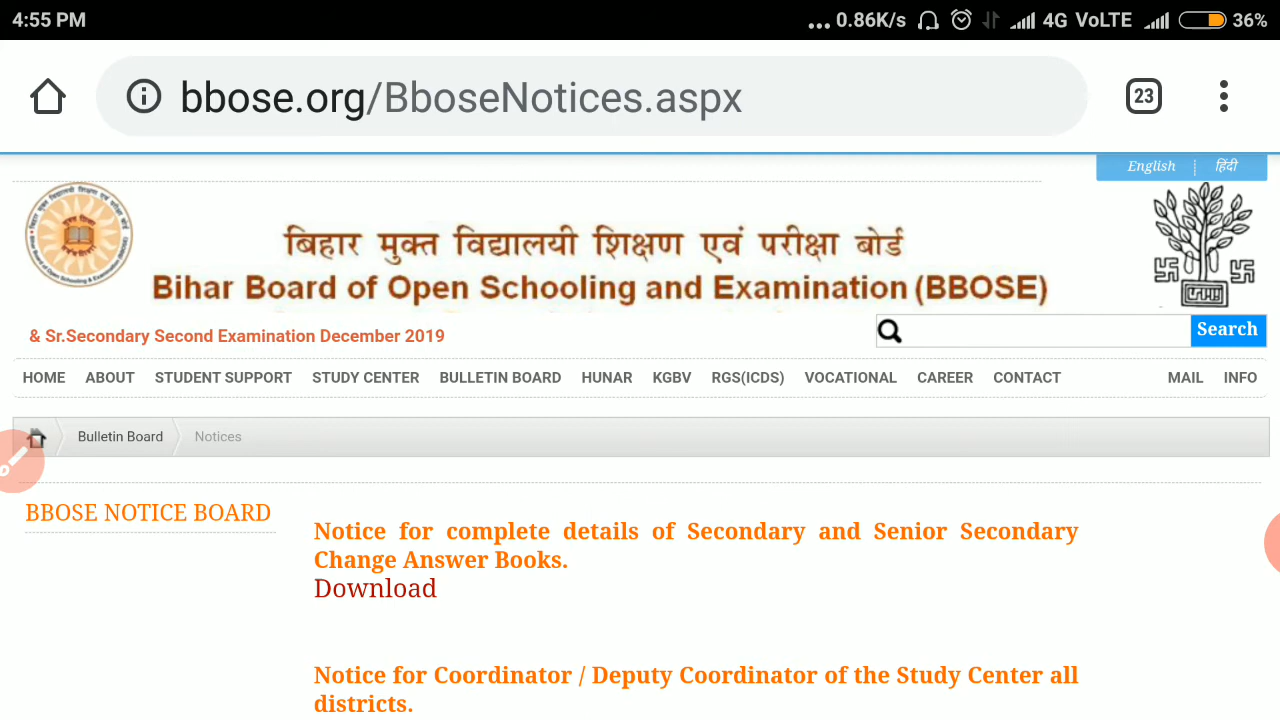 4:55 PM
... 0.86K/s 4G VoLTE 36%
bbose.org/BboseNotices.aspx 23
English | हिंदी
बिहार मुक्त विद्यालयी शिक्षण एवं परीक्षा बोर्ड
Bihar Board of Open Schooling and Examination (BBOSE)
& Sr.Secondary Second Examination December 2019
Search
HOME ABOUT STUDENT SUPPORT STUDY CENTER BULLETIN BOARD HUNAR KGBV RGS(ICDS) VOCATIONAL CAREER CONTACT MAIL INFO
Bulletin Board Notices
BBOSE NOTICE BOARD
Notice for complete details of Secondary and Senior Secondary
Change Answer Books.
Download
Notice for Coordinator / Deputy Coordinator of the Study Center all
districts.